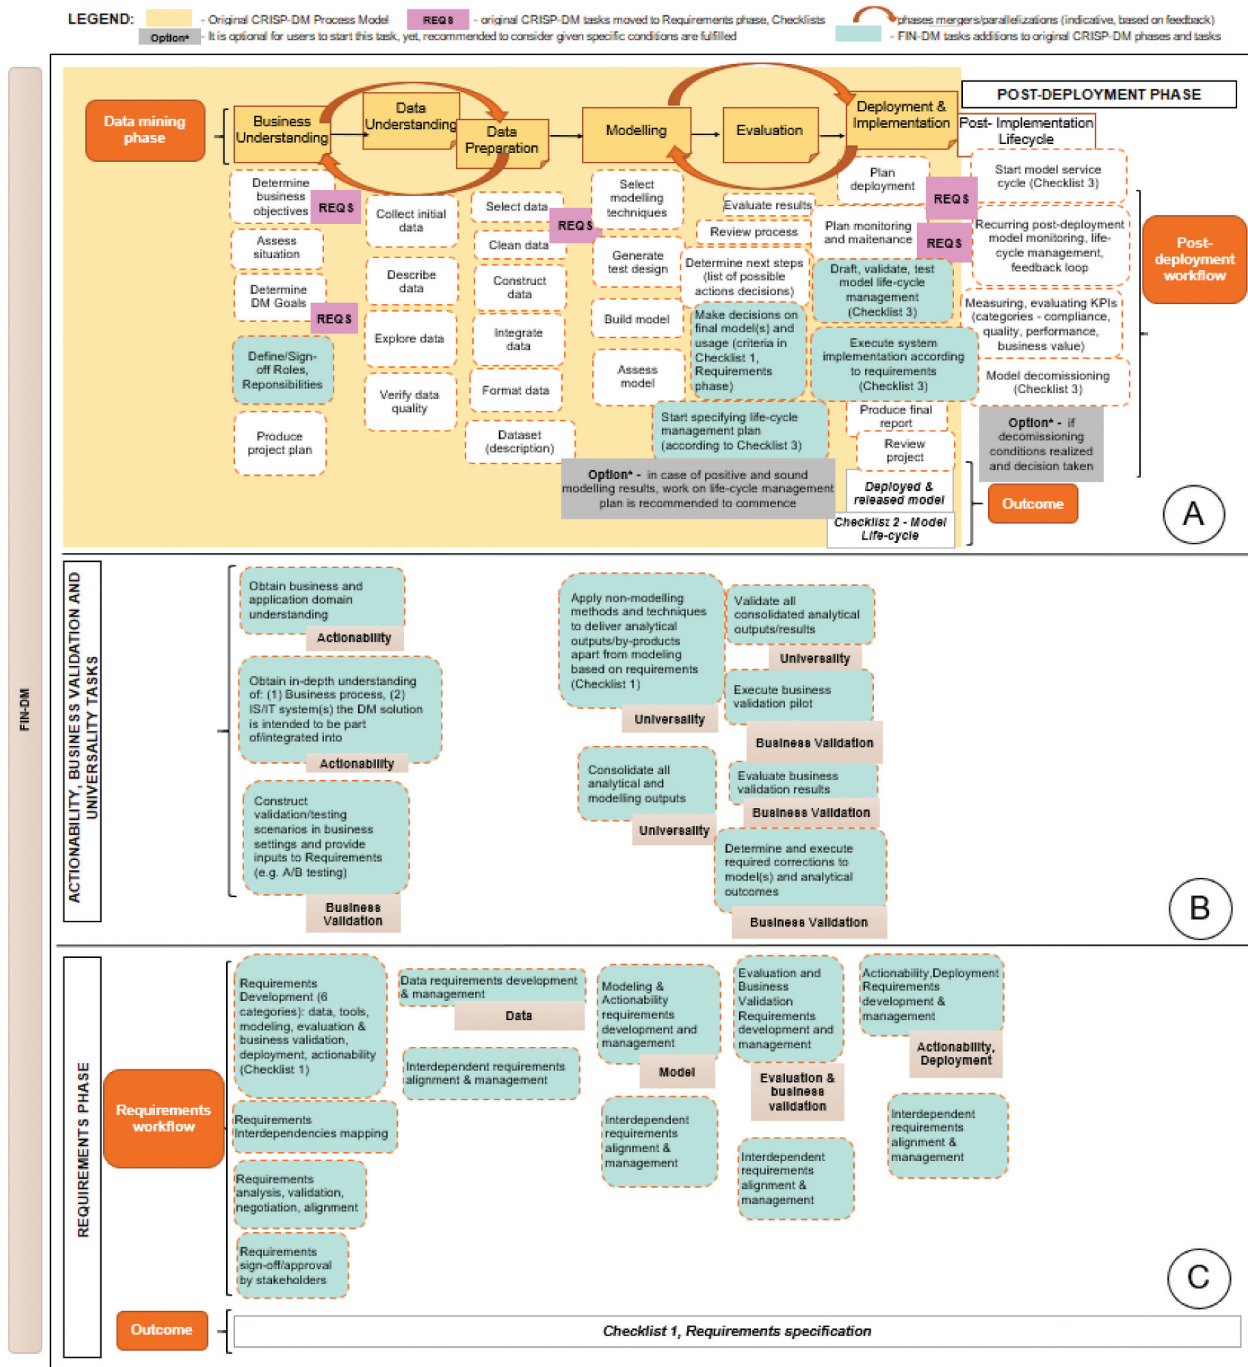 LEGEND:
- Original CRISP-DM Process Model
REQS
- original CRISP-DM tasks moved to Requirements phase, Checklists
phases mergers/parallelizations (indicative, based on feedback)
Option*
- It is optional for users to start this task, yet, recommended to consider given specific conditions are fulfilled
- FIN-DM tasks additions to original CRISP-DM phases and tasks
FIN-DM
Data mining
phase
Business
Understanding
Data
Understanding
Data
Preparation
Modelling
Evaluation
Deployment &
Implementation
POST-DEPLOYMENT PHASE
Post- Implementation
Lifecycle
Determine
business
objectives
REQS
Assess
situation
Determine
DM Goals
REQS
Define/Sign-
off Roles,
Reponsibilities
Produce
project plan
Collect initial
data
Describe
data
Explore data
Verify data
quality
Select data
REQS
Clean data
Construct
data
Integrate
data
Format data
Dataset
(description)
Select
modelling
techniques
Generate
test design
Build model
Assess
model
Evaluate results
Review process
Determine next steps
(list of possible
actions decisions)
Make decisions on
final model(s) and
usage (criteria in
Checklist 1,
Requirements
phase)
Start specifying life-cycle
management plan
(according to Checklist 3)
Option* - in case of positive and sound
modelling results, work on life-cycle management
plan is recommended to commence
Plan
deployment
REQS
Plan monitoring
and maitenance
REQS
Draft, validate, test
model life-cycle
management
(Checklist 3)
Execute system
implementation according
to requirements
(Checklist 3)
Produce final
report
Review
project
Deployed &
released model
Checklist 2 - Model
Life-cycle
Outcome
Start model service
cycle (Checklist 3)
Recurring post-deployment
model monitoring, life-
cycle management,
feedback loop
Measuring, evaluating KPIs
(categories - compliance,
quality, performance,
business value)
Model decomissioning
(Checklist 3)
Option* - if
decomissioning
conditions realized
and decision taken
Post-
deployment
workflow
A
ACTIONABILITY, BUSINESS VALIDATION AND
UNIVERSALITY TASKS
Obtain business and
application domain
understanding
Actionability
Obtain in-depth understanding
of: (1) Business process, (2)
IS/IT system(s) the DM solution
is intended to be part
of/integrated into
Actionability
Construct
validation/testing
scenarios in business
settings and provide
inputs to Requirements
(e.g. A/B testing)
Business
Validation
Apply non-modelling
methods and techniques
to deliver analytical
outputs/by-products
apart from modeling
based on requirements
(Checklist 1)
Universality
Consolidate all
analytical and
modelling outputs
Universality
Validate all
consolidated analytical
outputs/results
Universality
Execute business
validation pilot
Business Validation
Evaluate business
validation results
Business Validation
Determine and execute
required corrections to
model(s) and analytical
outcomes
Business Validation
B
REQUIREMENTS PHASE
Requirements
workflow
Requirements
Development (6
categories): data, tools,
modeling, evaluation &
business validation,
deployment, actionability
(Checklist 1)
Requirements
Interdependencies mapping
Requirements
analysis, validation,
negotiation, alignment
Requirements
sign-off/approval
by stakeholders
Data requirements development
& management
Data
Interdependent requirements
alignment & management
Modeling &
Actionability
requirements
development and
management
Model
Interdependent
requirements
alignment &
management
Evaluation and
Business
Validation
Requirements
development and
management
Evaluation &
business
validation
Interdependent
requirements
alignment &
management
Actionability,Deployment
Requirements
development &
management
Actionability,
Deployment
Interdependent
requirements
alignment &
management
C
Outcome
Checklist 1, Requirements specification